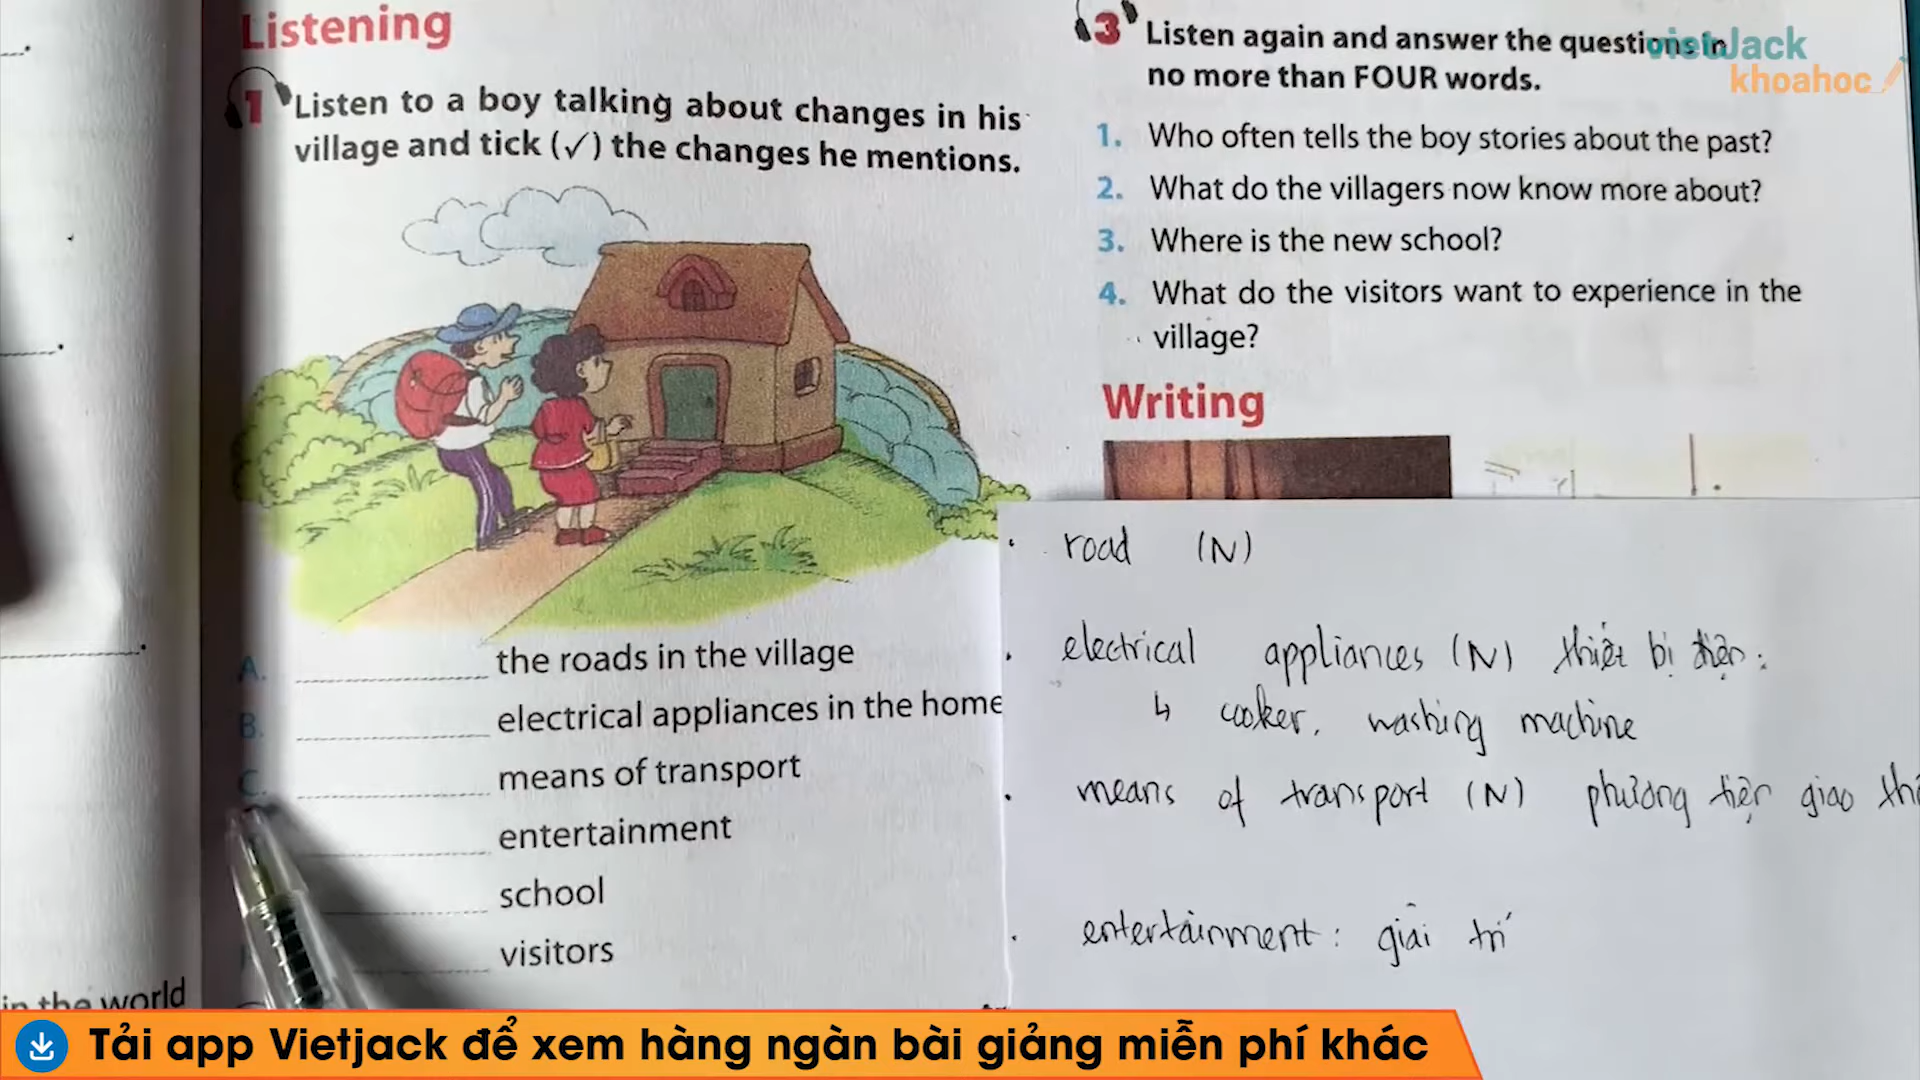 Listening
1 Listen to a boy talking about changes in his
village and tick (✓) the changes he mentions.
A. the roads in the village
B. electrical appliances in the home
C. means of transport
entertainment
school
visitors
in the world
3 Listen again and answer the questions in
no more than FOUR words.
1. Who often tells the boy stories about the past?
2. What do the villagers now know more about?
3. Where is the new school?
4. What do the visitors want to experience in the
village?
Writing
vietJack
khoahoc
road (N)
electrical appliances (N) thiết bị điện:
↳ cooker, washing machine
means of transport (N) phương tiện giao
entertainment: giải trí
Tải app Vietjack để xem hàng ngàn bài giảng miễn phí khác